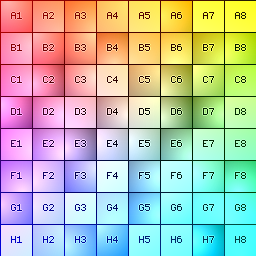 A1 A2 A3 A4 A5 A6 A7 A8
B1 B2 B3 B4 B5 B6 B7 B8
C1 C2 C3 C4 C5 C6 C7 C8
D1 D2 D3 D4 D5 D6 D7 D8
E1 E2 E3 E4 E5 E6 E7 E8
F1 F2 F3 F4 F5 F6 F7 F8
G1 G2 G3 G4 G5 G6 G7 G8
H1 H2 H3 H4 H5 H6 H7 H8